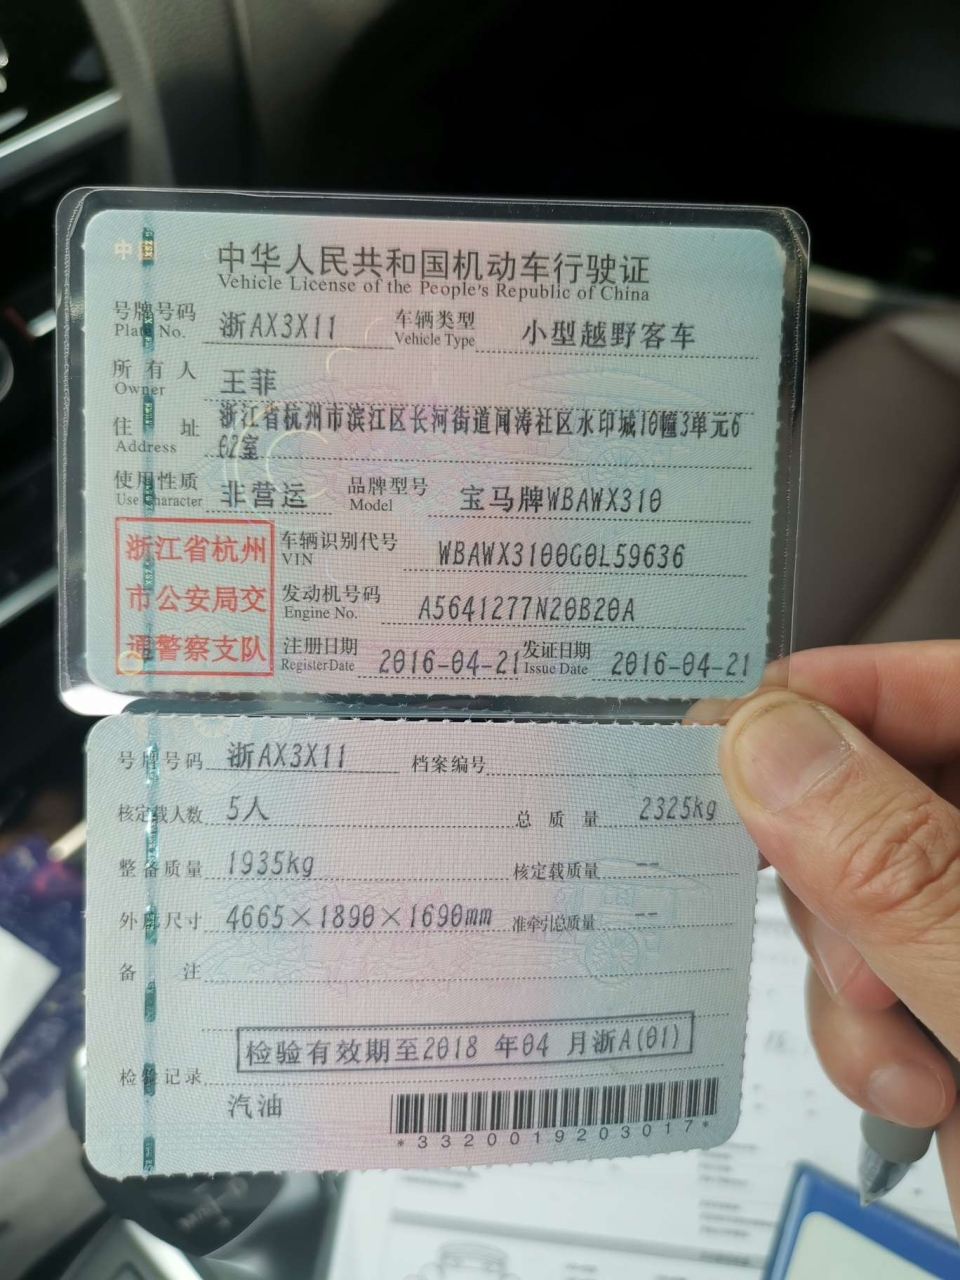 中国
中华人民共和国机动车行驶证
Vehicle License of the People's Republic of China
号牌号码 浙AX3X11 车辆类型 小型越野客车
Plate No. Vehicle Type
所有人 王菲
Owner
住址 浙江省杭州市滨江区长河街道闻涛社区水印城10幢3单元6
Address 02室
使用性质 非营运 品牌型号 宝马牌WBAWX310
Use Character Model
浙江省杭州
市公安局交
通警察支队
车辆识别代号 WBAWX3100G0L59636
VIN
发动机号码 A5641277N20B20A
Engine No.
注册日期 2016-04-21 发证日期 2016-04-21
Register Date Issue Date
号牌号码 浙AX3X11 档案编号
核定载人数 5人 总质量 2325kg
整备质量 1935kg 核定载质量 --
外廓尺寸 4665×1890×1690mm 准牵引总质量 --
备注
检验有效期至2018 年04 月浙A(01)
检验记录
汽油
*3320019203017*